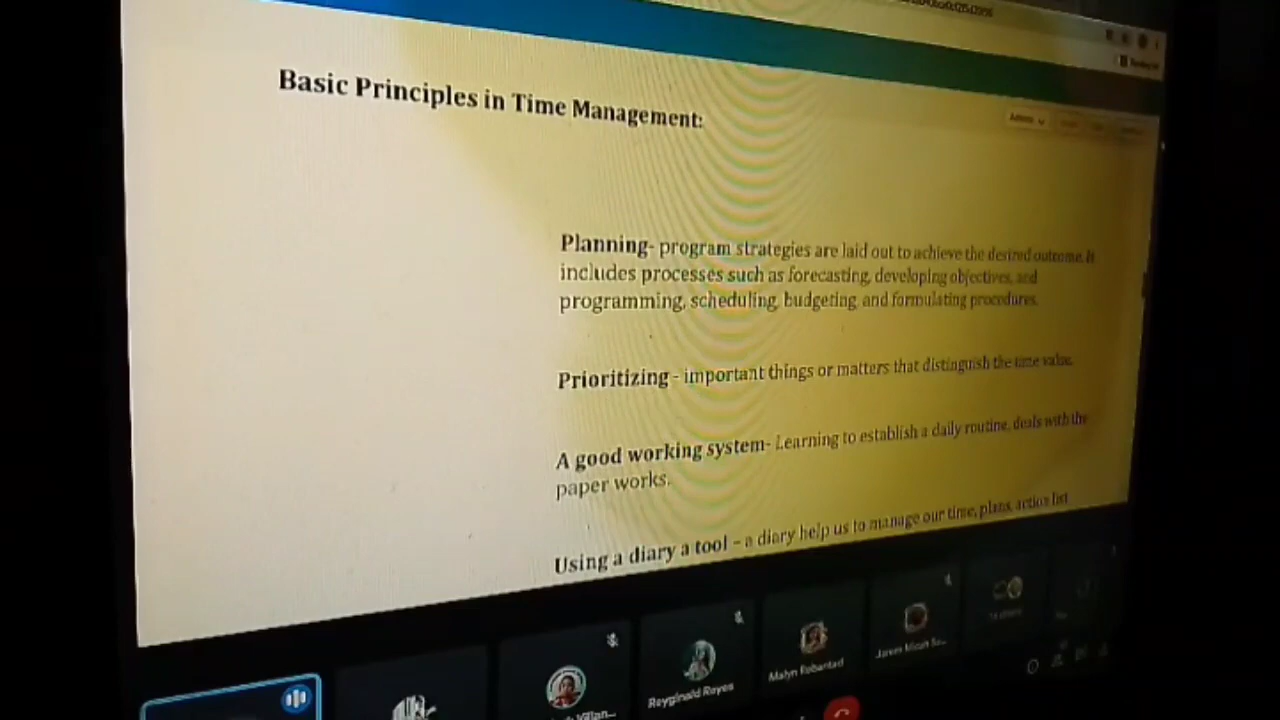 Basic Principles in Time Management:
Planning- program strategies are laid out to achieve the desired outcome. It
includes processes such as forecasting, developing objectives, and
programming, scheduling, budgeting, and formulating procedures.
Prioritizing - important things or matters that distinguish the time value.
A good working system- Learning to establish a daily routine, deals with the
paper works.
Using a diary a tool - a diary help us to manage our time, plans, action list
Reyginald Reyes
Malyn Robantad